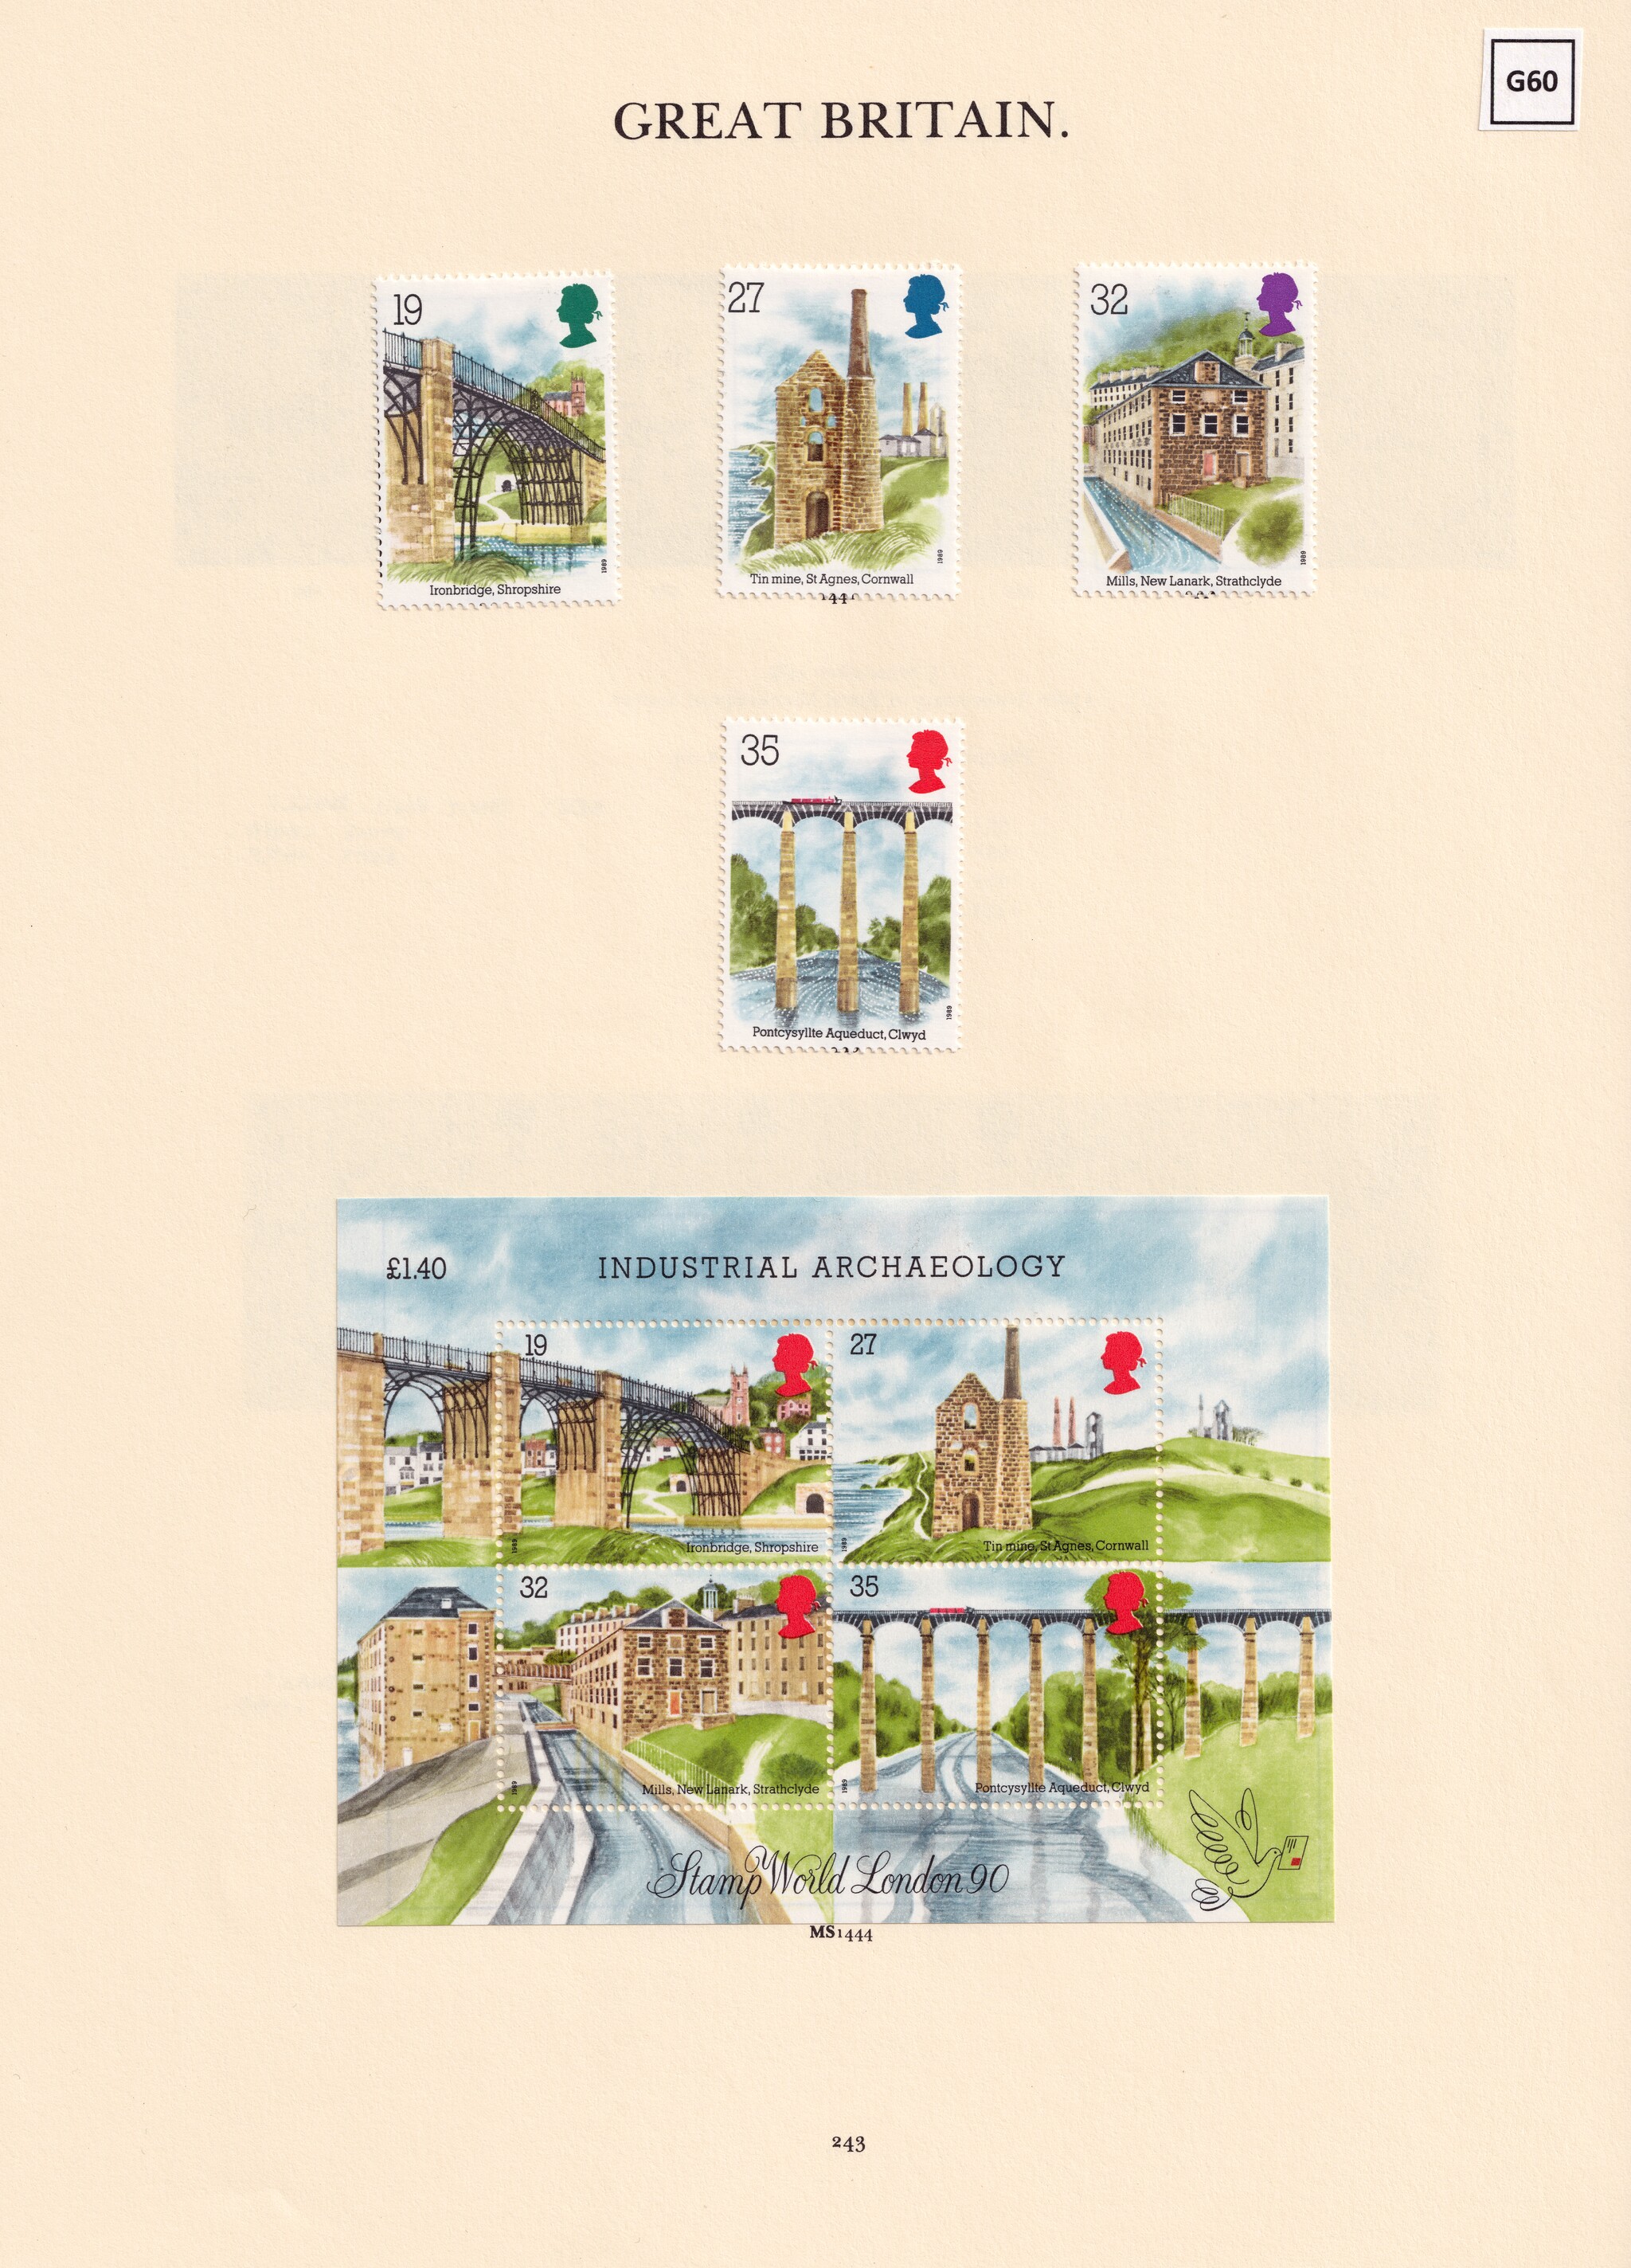 G60
GREAT BRITAIN.
19
Ironbridge, Shropshire
1989
27
Tin mine, St Agnes, Cornwall
1989
32
Mills, New Lanark, Strathclyde
1989
35
Pontcysyllte Aqueduct, Clwyd
1989
£1.40
INDUSTRIAL ARCHAEOLOGY
19
1989
Ironbridge, Shropshire
27
1989
Tin mine, St Agnes, Cornwall
32
1989
Mills, New Lanark, Strathclyde
35
1989
Pontcysyllte Aqueduct, Clwyd
Stamp World London 90
MS1444
243